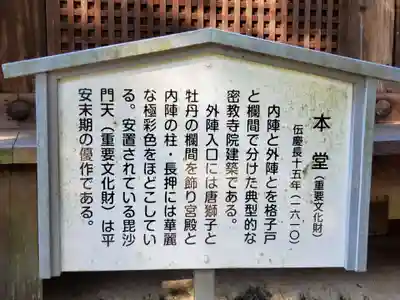 本堂（重要文化財）
伝慶長十五年（一六一〇）
内陣と外陣とを格子戸
と欄間で分けた典型的な
密教寺院建築である。
外陣入口には唐獅子と
牡丹の欄間を飾り宮殿と
内陣の柱・長押には華麗
な極彩色をほどこしてい
る。安置されている毘沙
門天（重要文化財）は平
安末期の優作である。